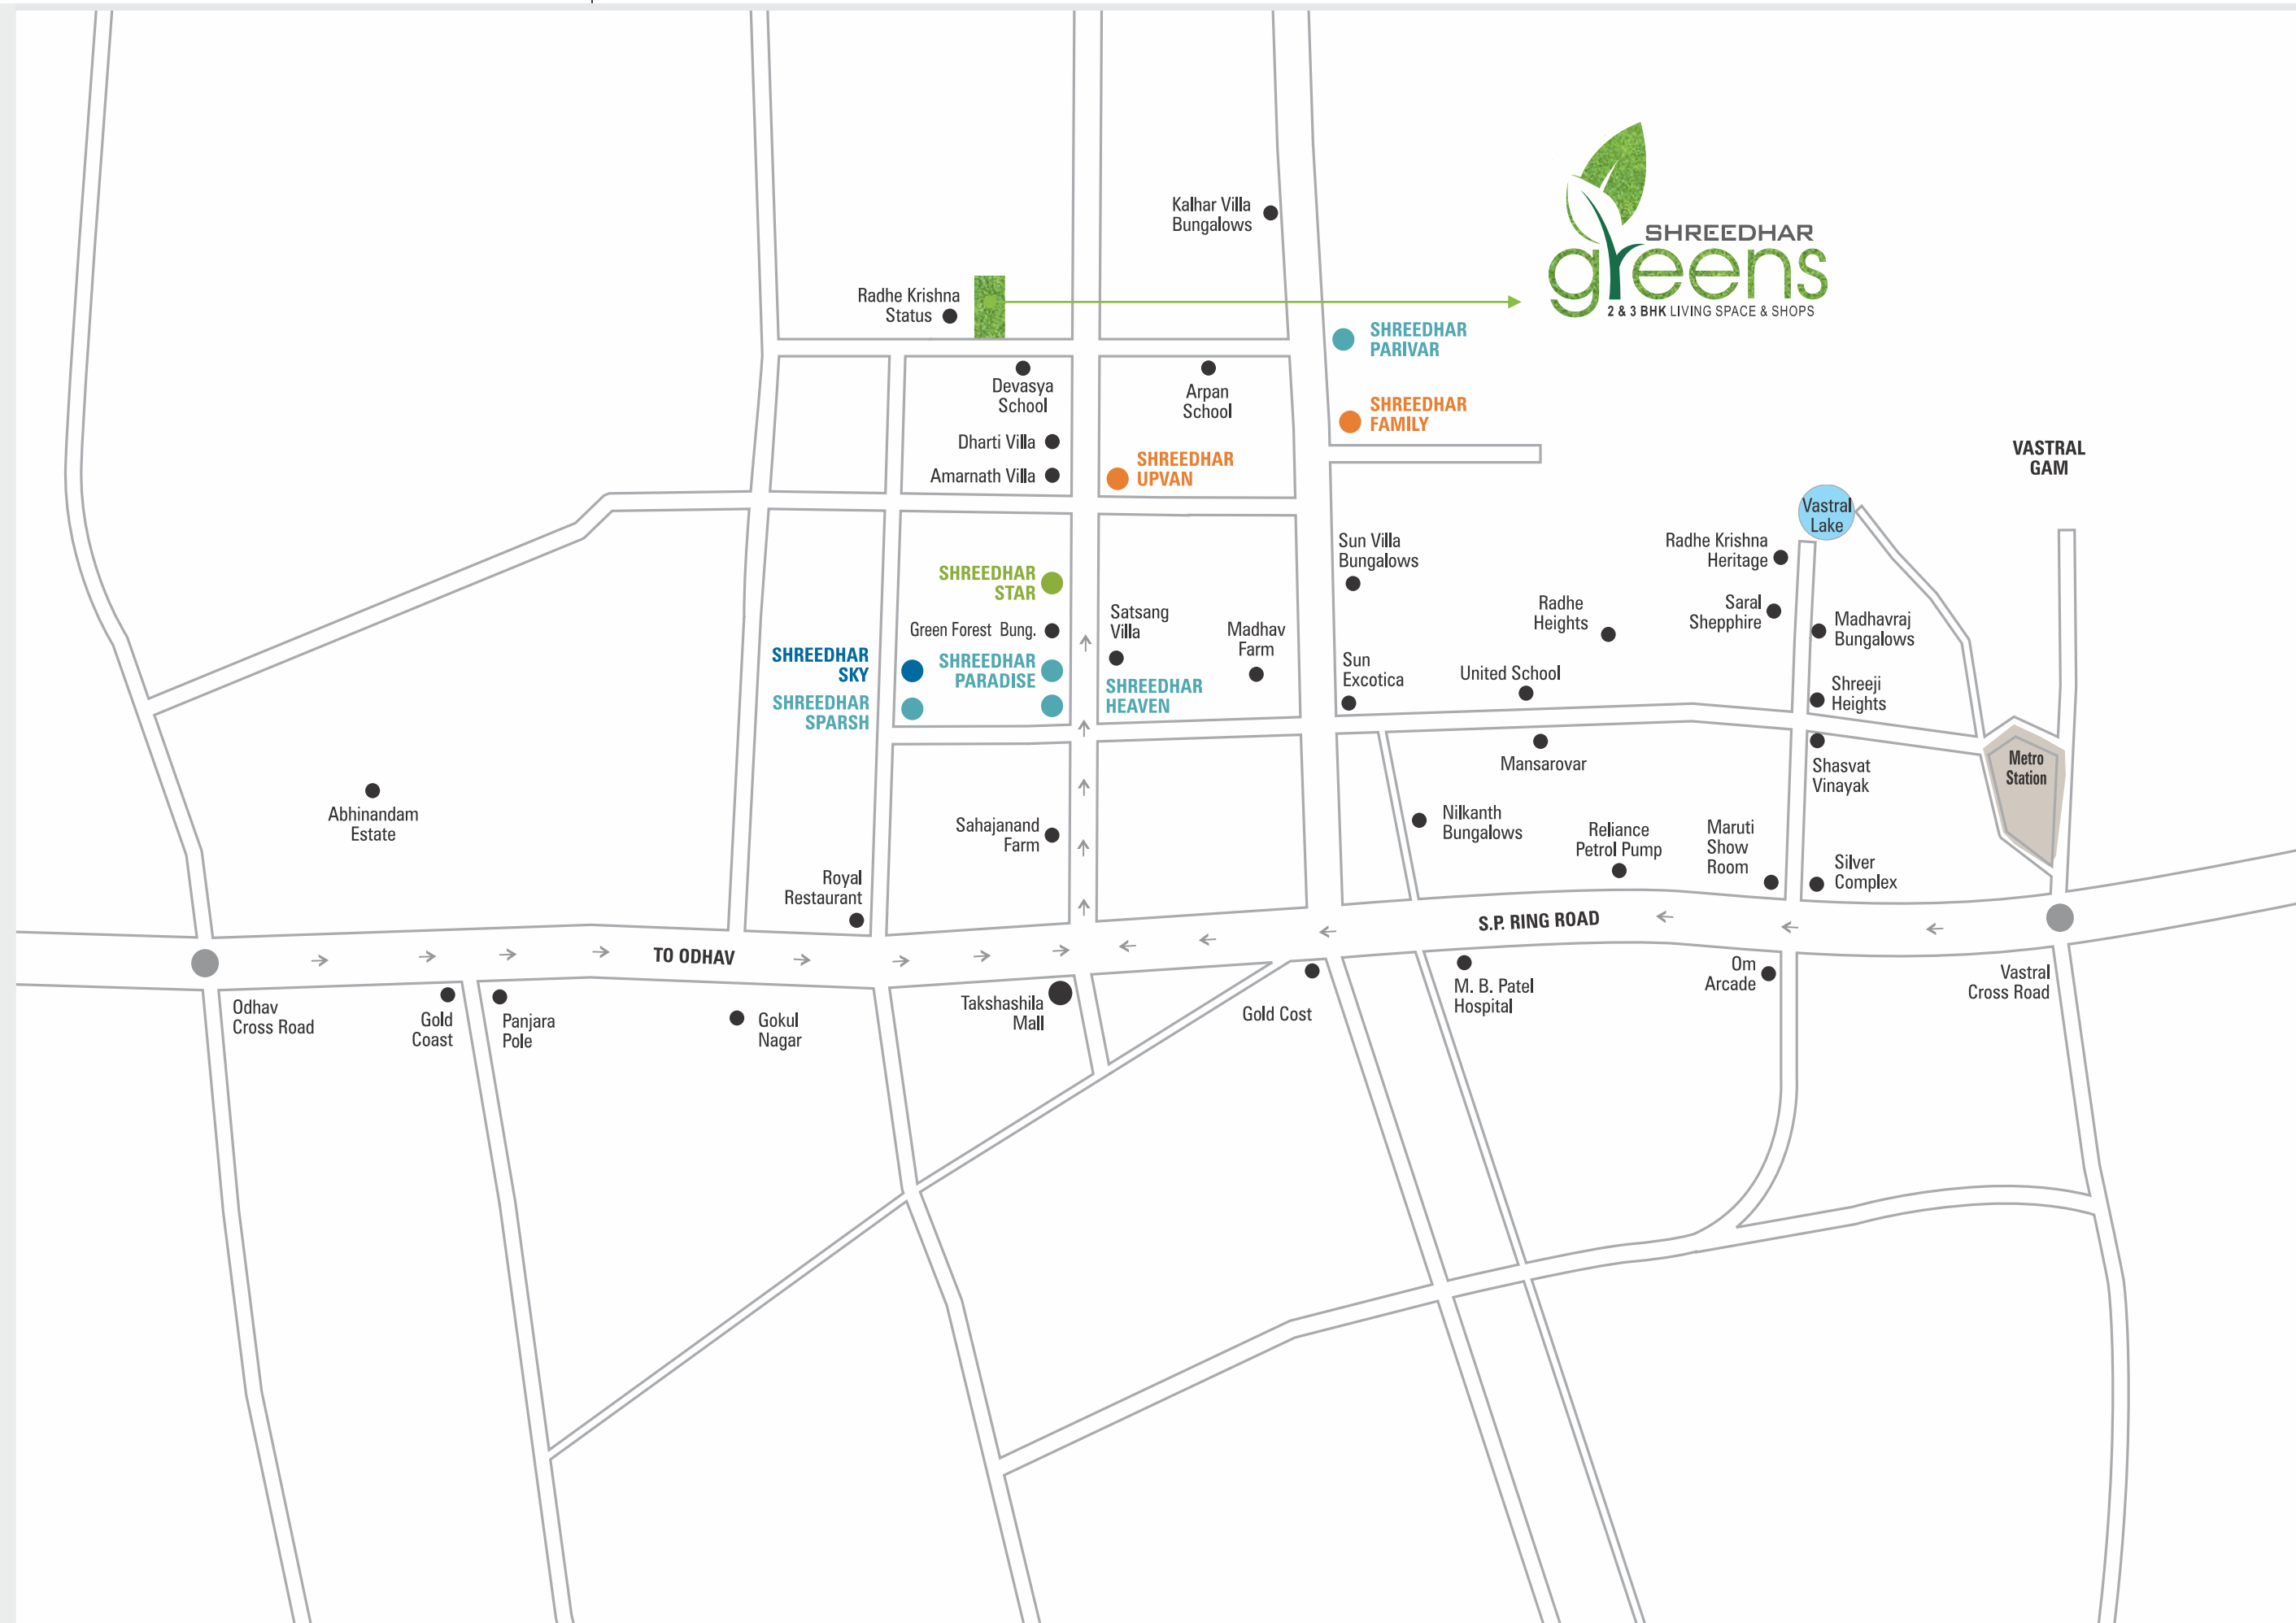 Kalhar Villa
Bungalows
SHREEDHAR
greens
2 & 3 BHK LIVING SPACE & SHOPS
Radhe Krishna
Status
SHREEDHAR
PARIVAR
Devasya
School
Arpan
School
SHREEDHAR
FAMILY
Dharti Villa
Amarnath Villa
SHREEDHAR
UPVAN
VASTRAL
GAM
Vastral
Lake
Sun Villa
Bungalows
Radhe Krishna
Heritage
SHREEDHAR
STAR
Green Forest Bung.
Satsang
Villa
Madhav
Farm
Radhe
Heights
Saral
Shepphire
Madhavraj
Bungalows
SHREEDHAR
SKY
SHREEDHAR
PARADISE
SHREEDHAR
SPARSH
SHREEDHAR
HEAVEN
Sun
Excotica
United School
Shreeji
Heights
Mansarovar
Shasvat
Vinayak
Metro
Station
Abhinandam
Estate
Sahajanand
Farm
Nilkanth
Bungalows
Reliance
Petrol Pump
Maruti
Show
Room
Silver
Complex
Royal
Restaurant
S.P. RING ROAD
TO ODHAV
Odhav
Cross Road
Gold
Coast
Panjara
Pole
Gokul
Nagar
Takshashila
Mall
Gold Cost
M. B. Patel
Hospital
Om
Arcade
Vastral
Cross Road